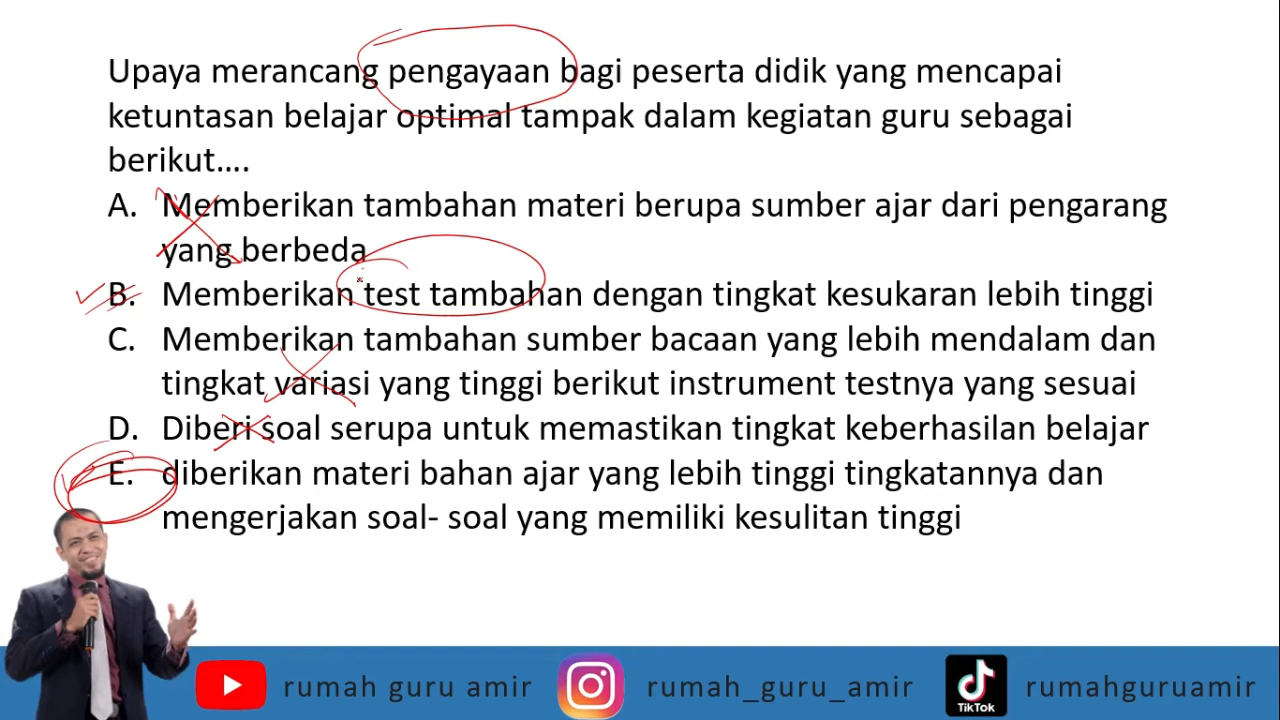 Upaya merancang pengayaan bagi peserta didik yang mencapai
ketuntasan belajar optimal tampak dalam kegiatan guru sebagai
berikut….
A. Memberikan tambahan materi berupa sumber ajar dari pengarang
yang berbeda
B. Memberikan test tambahan dengan tingkat kesukaran lebih tinggi
C. Memberikan tambahan sumber bacaan yang lebih mendalam dan
tingkat variasi yang tinggi berikut instrument testnya yang sesuai
D. Diberi soal serupa untuk memastikan tingkat keberhasilan belajar
E. diberikan materi bahan ajar yang lebih tinggi tingkatannya dan
mengerjakan soal- soal yang memiliki kesulitan tinggi
rumah guru amir rumah_guru_amir TikTok rumahguruamir